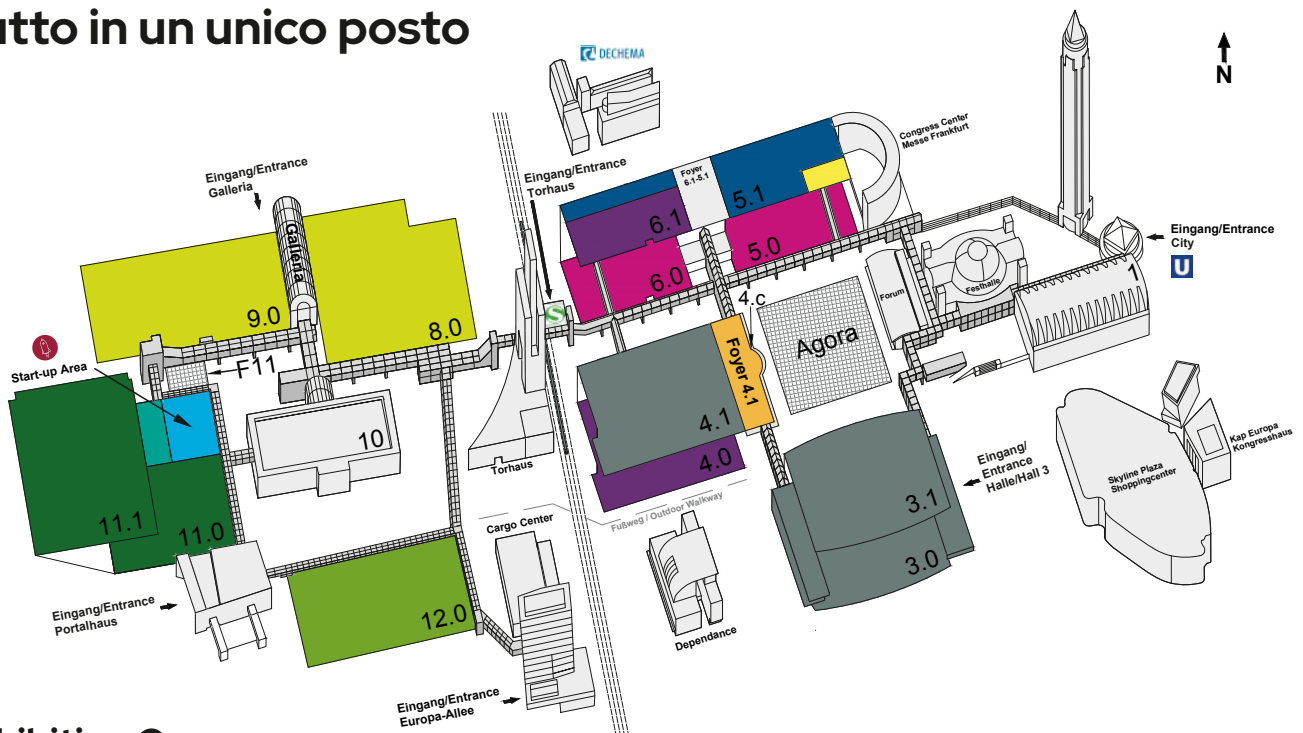 utto in un unico posto
DECHEMA
N
Congress Center
Messe Frankfurt
Eingang/Entrance
Galleria
Eingang/Entrance
Torhaus
Foyer
6.1-5.1
5.1
6.1
Eingang/Entrance
City
U
Galleria
5.0
6.0
S
9.0
8.0
4.c
Forum
Festhalle
1
Agora
Start-up Area
F11
Foyer 4.1
10
4.1
4.0
Torhaus
Kap Europa
Kongresshaus
Skyline Plaza
Shoppingcenter
Eingang/
Entrance
Halle/Hall 3
11.1
11.0
3.1
3.0
Fußweg / Outdoor Walkway
Cargo Center
Eingang/Entrance
Portalhaus
12.0
Dependance
Eingang/Entrance
Europa-Allee